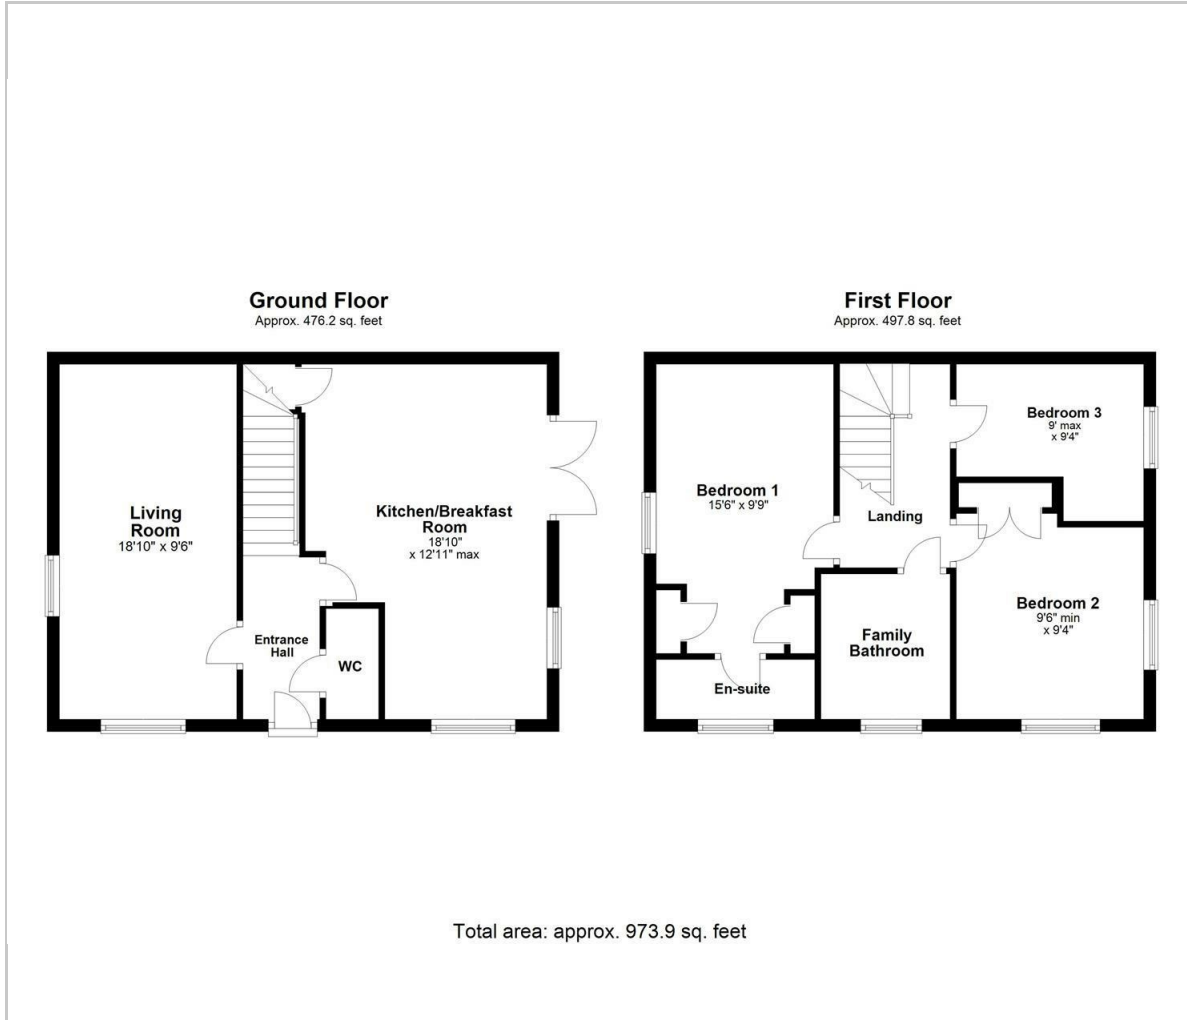 Ground Floor
Approx. 476.2 sq. feet
Living
Room
18'10" x 9'6"
Kitchen/Breakfast
Room
18'10"
x 12'11" max
Entrance
Hall
WC
First Floor
Approx. 497.8 sq. feet
Bedroom 3
9' max
x 9'4"
Bedroom 1
15'6" x 9'9"
Landing
Bedroom 2
9'6" min
x 9'4"
Family
Bathroom
En-suite
Total area: approx. 973.9 sq. feet